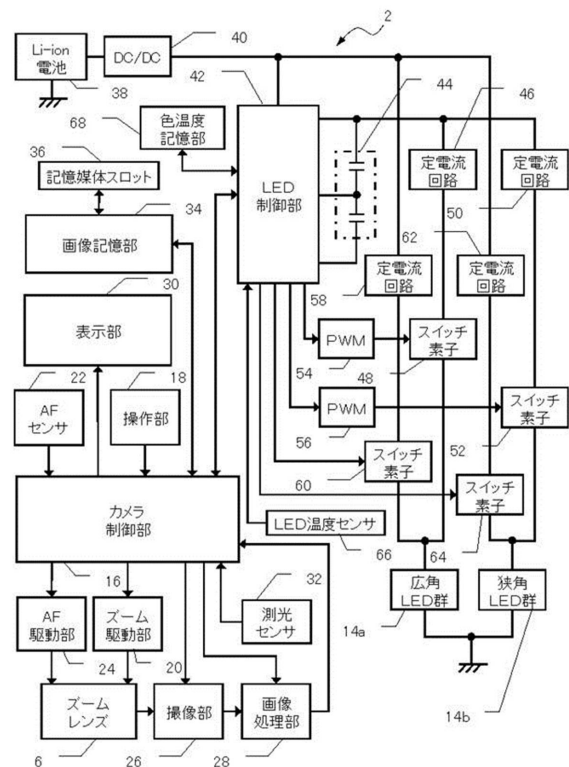 Li-ion
電池
DC/DC
40
2
38
42
44
46
68
色温度
記憶部
36
記憶媒体スロット
LED
制御部
定電流
回路
定電流
回路
34
画像記憶部
50
62
定電流
回路
定電流
回路
30
表示部
58
PWM
スイッチ
素子
22
18
54
48
AF
センサ
操作部
PWM
スイッチ
素子
56
52
スイッチ
素子
60
スイッチ
素子
カメラ
制御部
LED温度センサ
66
64
16
32
AF
駆動部
ズーム
駆動部
測光
センサ
広角
LED群
狭角
LED群
14a
24
20
ズーム
レンズ
撮像部
画像
処理部
14b
6
26
28